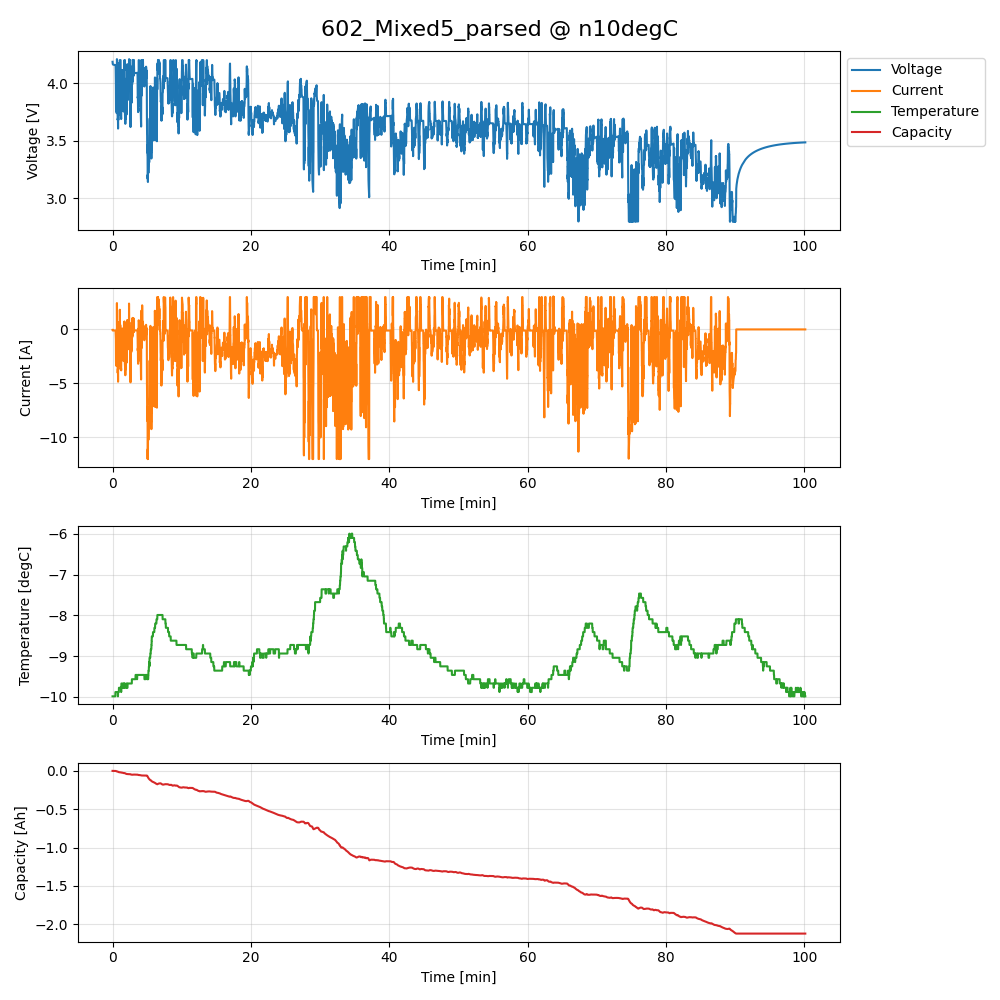 602_Mixed5_parsed @ n10degC
Voltage [V]
4.0
3.5
3.0
0 20 40 60 80 100
Time [min]
Voltage
Current
Temperature
Capacity
Current [A]
0
−5
−10
0 20 40 60 80 100
Time [min]
Temperature [degC]
−6
−7
−8
−9
−10
0 20 40 60 80 100
Time [min]
Capacity [Ah]
0.0
−0.5
−1.0
−1.5
−2.0
0 20 40 60 80 100
Time [min]